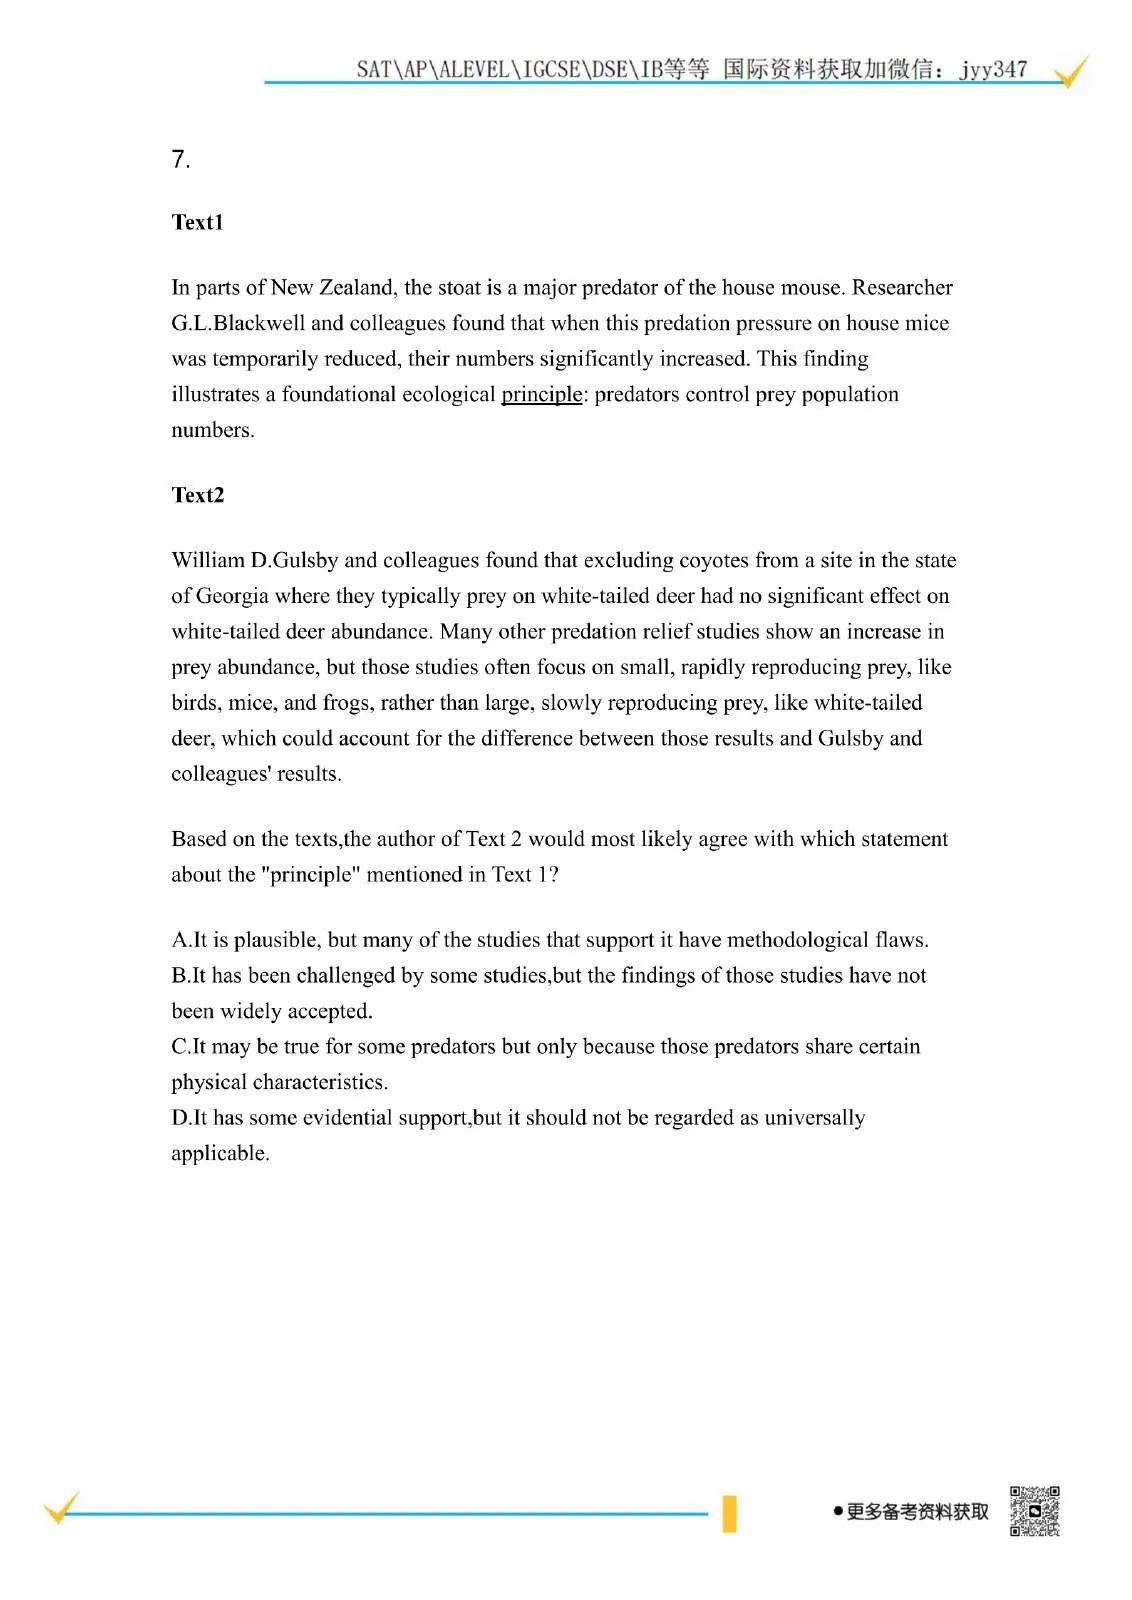 SAT\AP\ALEVEL\IGCSE\DSE\IB等等 国际资料获取加微信：jyy347
7.
Text1
In parts of New Zealand, the stoat is a major predator of the house mouse. Researcher
G.L.Blackwell and colleagues found that when this predation pressure on house mice
was temporarily reduced, their numbers significantly increased. This finding
illustrates a foundational ecological principle: predators control prey population
numbers.
Text2
William D.Gulsby and colleagues found that excluding coyotes from a site in the state
of Georgia where they typically prey on white-tailed deer had no significant effect on
white-tailed deer abundance. Many other predation relief studies show an increase in
prey abundance, but those studies often focus on small, rapidly reproducing prey, like
birds, mice, and frogs, rather than large, slowly reproducing prey, like white-tailed
deer, which could account for the difference between those results and Gulsby and
colleagues' results.
Based on the texts,the author of Text 2 would most likely agree with which statement
about the "principle" mentioned in Text 1?
A.It is plausible, but many of the studies that support it have methodological flaws.
B.It has been challenged by some studies,but the findings of those studies have not
been widely accepted.
C.It may be true for some predators but only because those predators share certain
physical characteristics.
D.It has some evidential support,but it should not be regarded as universally
applicable.
●更多备考资料获取